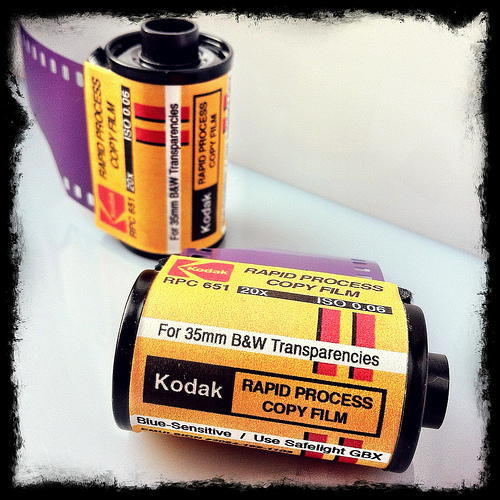 RAPID PROCESS
COPY FILM
RPC 651 20X ISO 0.06
For 35mm B&W Transparencies
Kodak
RAPID PROCESS
COPY FILM
Kodak
RAPID PROCESS
COPY FILM
RPC 651 20X ISO 0.06
For 35mm B&W Transparencies
Kodak
RAPID PROCESS
COPY FILM
Blue-Sensitive / Use Safelight GBX